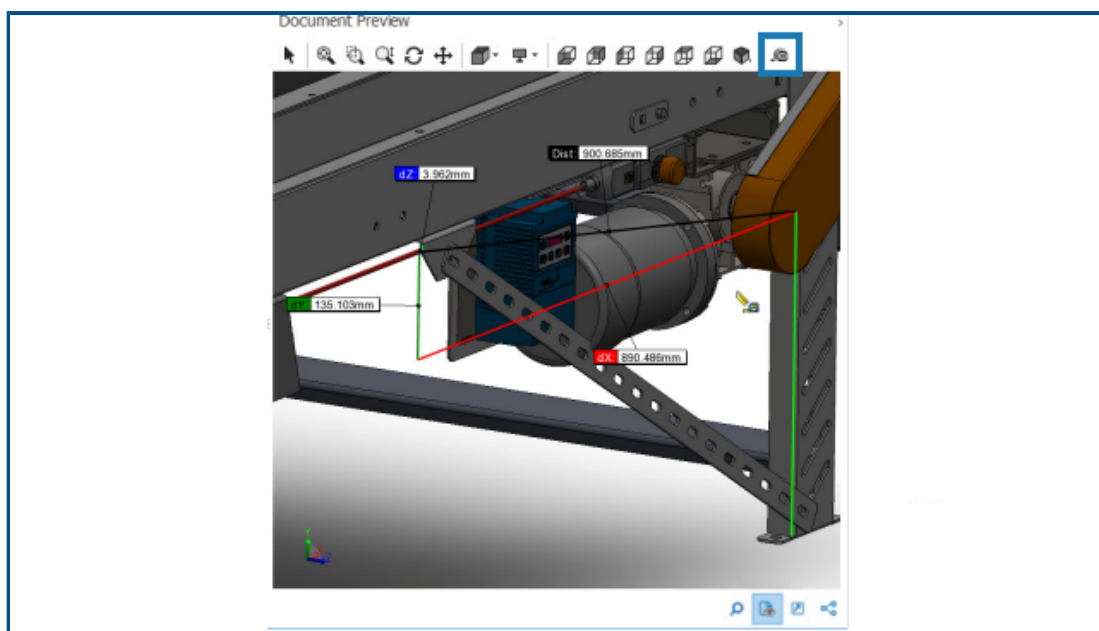 Document Preview
Dist: 900.685mm
dZ: 3.962mm
dY: 135.103mm
dX: 890.486mm
Y
Z